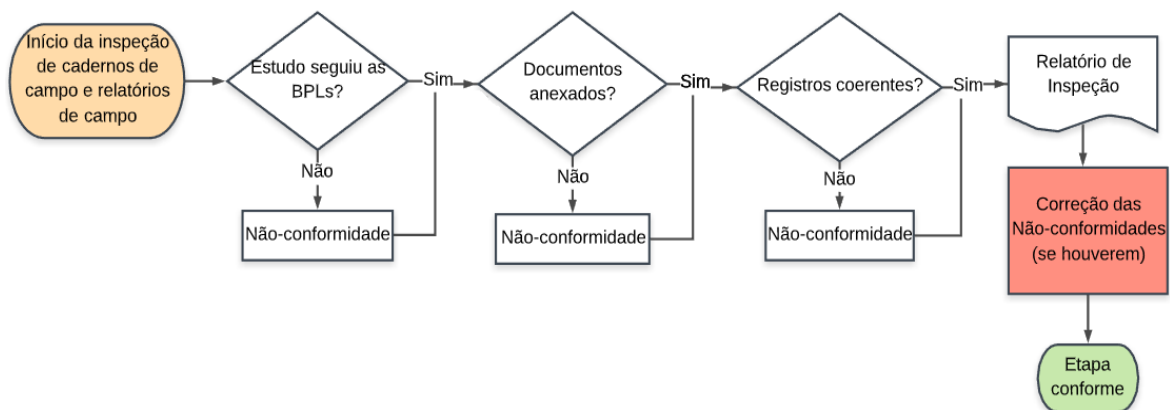 Início da inspeção
de cadernos de
campo e relatórios
de campo
Estudo seguiu as
BPLs?
Sim
Não
Não-conformidade
Documentos
anexados?
Sim
Não
Não-conformidade
Registros coerentes?
Sim
Não
Não-conformidade
Relatório de
Inspeção
Correção das
Não-conformidades
(se houverem)
Etapa
conforme